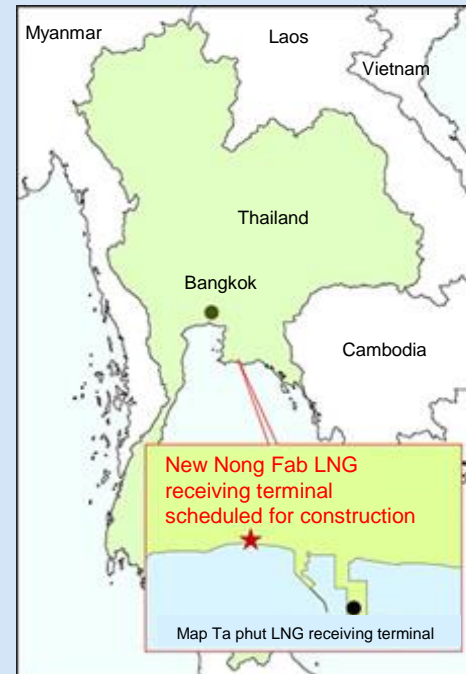 Myanmar
Laos
Vietnam
Thailand
Bangkok
Cambodia
New Nong Fab LNG
receiving terminal
scheduled for construction
Map Ta phut LNG receiving terminal